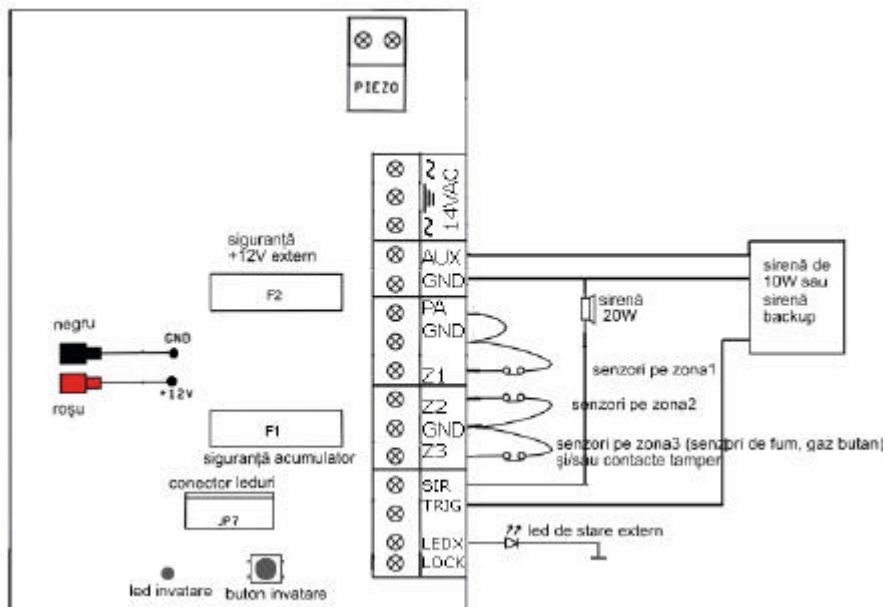 PIEZO
14VAC
AUX
GND
PA
GND
Z1
Z2
GND
Z3
SIR
TRIG
LEDX
LOCK
siguranță
+12V extern
F2
negru
GND
+12V
roșu
F1
siguranță acumulator
conector leduri
JP7
led invatare
buton invatare
sirenă
20W
sirenă de
10W sau
sirenă
backup
senzori pe zona1
senzori pe zona2
senzori pe zona3 (senzori de fum, gaz butan)
și/sau contacte tamper
led de stare extern